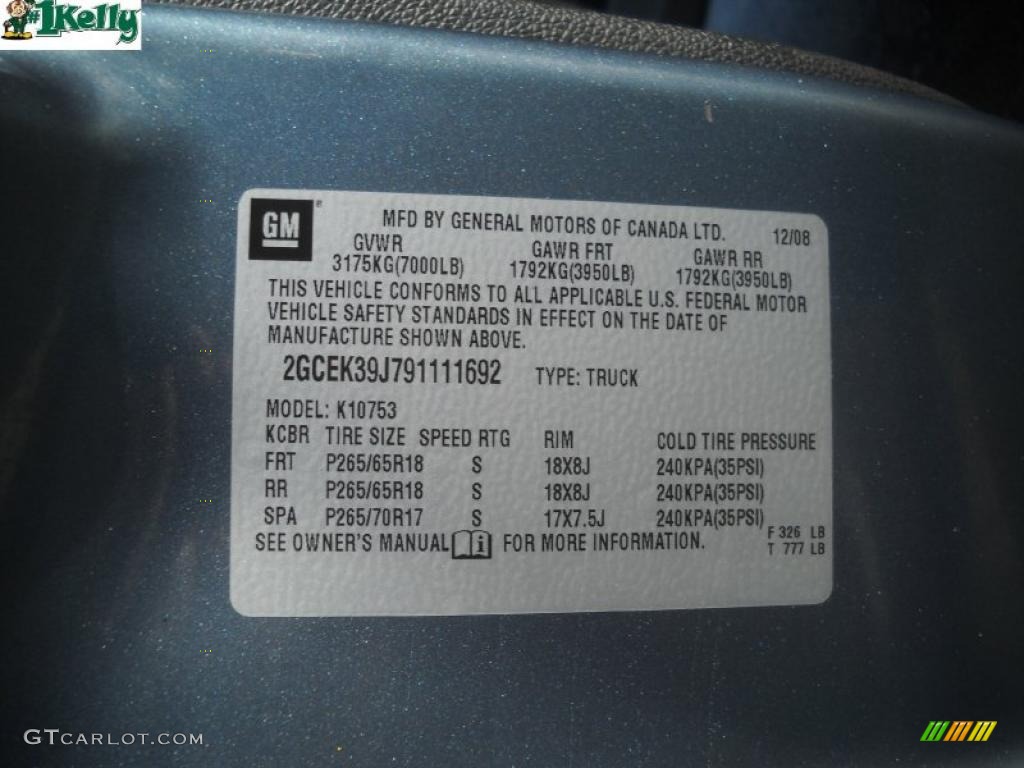 #1Kelly
GM
MFD BY GENERAL MOTORS OF CANADA LTD.
12/08
GVWR GAWR FRT GAWR RR
3175KG(7000LB) 1792KG(3950LB) 1792KG(3950LB)
THIS VEHICLE CONFORMS TO ALL APPLICABLE U.S. FEDERAL MOTOR
VEHICLE SAFETY STANDARDS IN EFFECT ON THE DATE OF
MANUFACTURE SHOWN ABOVE.
2GCEK39J791111692 TYPE: TRUCK
MODEL: K10753
KCBR TIRE SIZE SPEED RTG RIM COLD TIRE PRESSURE
FRT P265/65R18 S 18X8J 240KPA(35PSI)
RR P265/65R18 S 18X8J 240KPA(35PSI)
SPA P265/70R17 S 17X7.5J 240KPA(35PSI)
SEE OWNER'S MANUAL i FOR MORE INFORMATION.
F 326 LB
T 777 LB
GTCARLOT.COM